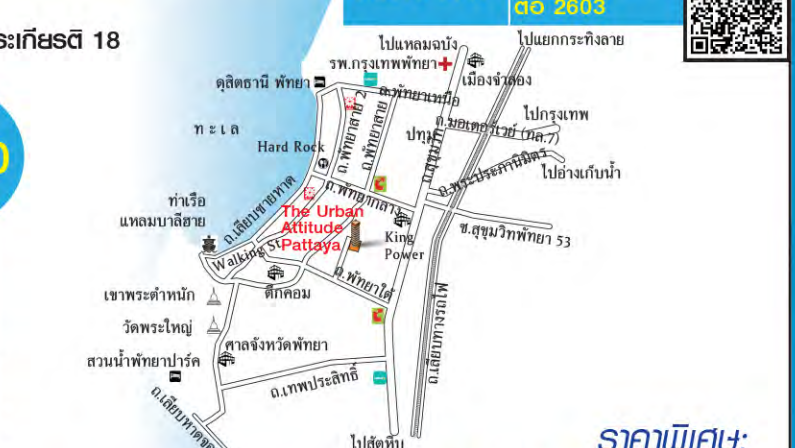 ต่อ 2603
ระเกียรติ 18
ไปแหลมฉบัง
ไปแยกกระทิงลาย
รพ.กรุงเทพพัทยา
เมืองจำลอง
ดุสิตธานี พัทยา
ถ.พัทยาเหนือ
ทะเล
ถ.พัทยาสาย 2
ถ.พัทยาสาย
ปทุม
ถ.สุขุมวิท
ถ.มอเตอร์เวย์ (ทล.7)
ไปกรุงเทพ
Hard Rock
ถ.พระประภานิมิตร
ไปอ่างเก็บน้ำ
ถ.พัทยากลาง
ท่าเรือ
แหลมบาลีฮาย
ถ.เลียบชายหาด
The Urban
Attitude
Pattaya
King
Power
ซ.สุขุมวิทพัทยา 53
Walking St.
ถ.พัทยาใต้
เขาพระตำหนัก
ตึกคอม
วัดพระใหญ่
ศาลจังหวัดพัทยา
ถ.เลียบทางรถไฟ
สวนน้ำพัทยาปาร์ค
ถ.เทพประสิทธิ์
ถ.เลียบหาดจอ
ไปสัตหีบ
ราคาพิเศษ: